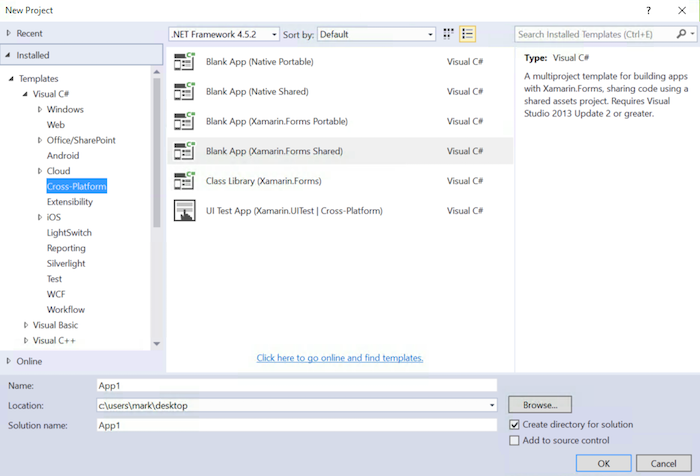 New Project
?
Recent
.NET Framework 4.5.2
Sort by:
Default
Search Installed Templates (Ctrl+E)
Installed
Templates
Visual C#
Windows
Web
Office/SharePoint
Android
Cloud
Cross-Platform
Extensibility
iOS
LightSwitch
Reporting
Silverlight
Test
WCF
Workflow
Visual Basic
Visual C++
Online
Blank App (Native Portable)
Visual C#
Blank App (Native Shared)
Visual C#
Blank App (Xamarin.Forms Portable)
Visual C#
Blank App (Xamarin.Forms Shared)
Visual C#
Class Library (Xamarin.Forms)
Visual C#
UI Test App (Xamarin.UITest | Cross-Platform)
Visual C#
Click here to go online and find templates.
Type: Visual C#
A multiproject template for building apps
with Xamarin.Forms, sharing code using a
shared assets project. Requires Visual
Studio 2013 Update 2 or greater.
Name:
App1
Location:
c:\users\mark\desktop
Browse...
Solution name:
App1
Create directory for solution
Add to source control
OK
Cancel